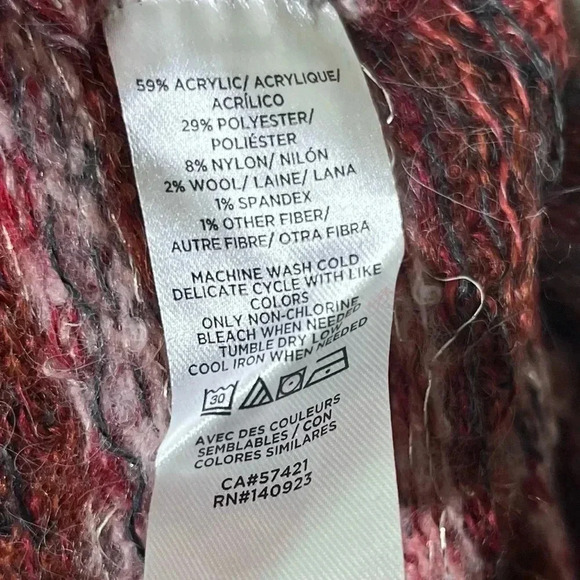 59% ACRYLIC/ ACRYLIQUE/
ACRÍLICO
29% POLYESTER/
POLIÉSTER
8% NYLON/ NILÓN
2% WOOL/ LAINE/ LANA
1% SPANDEX
1% OTHER FIBER/
AUTRE FIBRE/ OTRA FIBRA
MACHINE WASH COLD
DELICATE CYCLE WITH LIKE
COLORS
ONLY NON-CHLORINE
BLEACH WHEN NEEDED
TUMBLE DRY LOW
COOL IRON WHEN NEEDED
30
AVEC DES COULEURS
SEMBLABLES / CON
COLORES SIMILARES
CA#57421
RN#140923